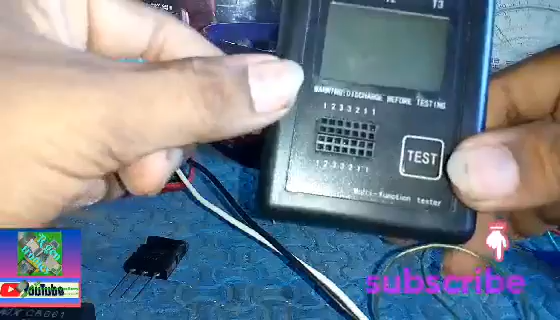 T3
WARNING:DISCHARGE BEFORE TESTING
1 2 3 3 2 1 1
1 2 3 3 2 1 1
TEST
Multi-function tester
YouTube
subscribe